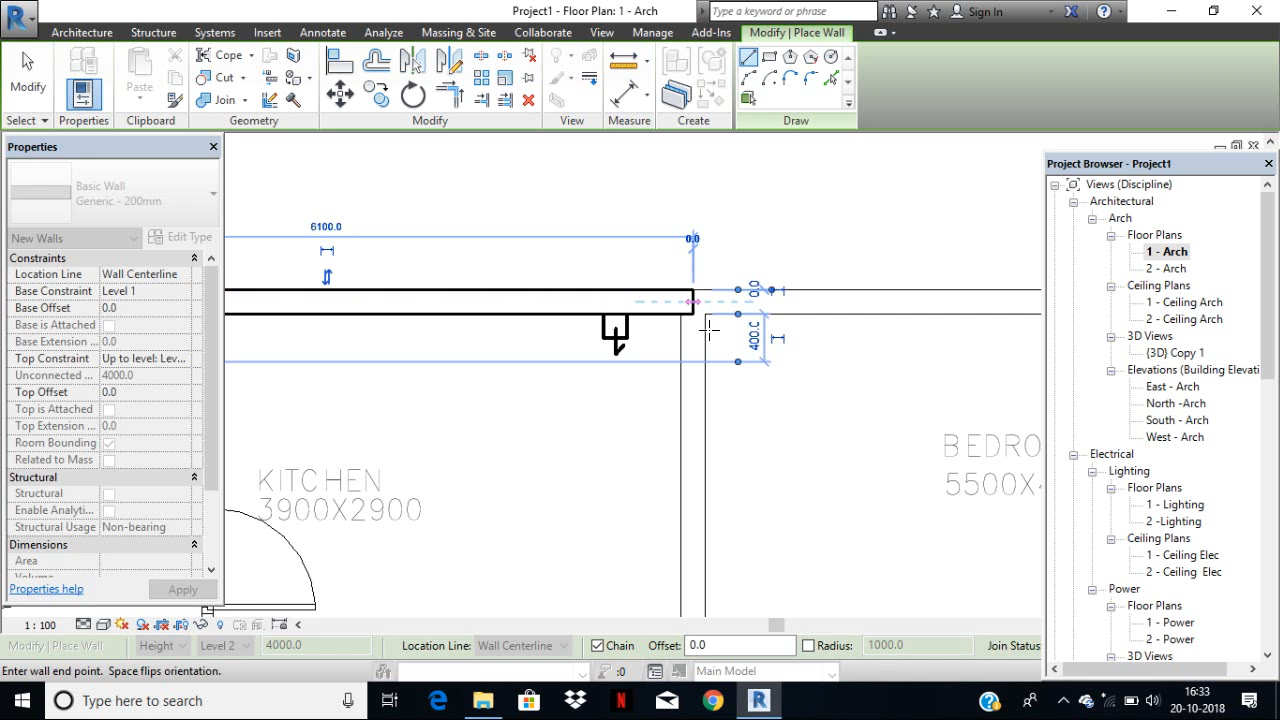 Project1 - Floor Plan: 1 - Arch
Type a keyword or phrase
Sign In
Architecture
Structure
Systems
Insert
Annotate
Analyze
Massing & Site
Collaborate
View
Manage
Add-Ins
Modify | Place Wall
Modify
Paste
Cope
Cut
Join
Select
Properties
Clipboard
Geometry
Modify
View
Measure
Create
Draw
Properties
Basic Wall
Generic - 200mm
New Walls
Edit Type
Constraints
Location Line Wall Centerline
Base Constraint Level 1
Base Offset 0.0
Base is Attached
Base Extension ... 0.0
Top Constraint Up to level: Lev...
Unconnected ... 4000.0
Top Offset 0.0
Top is Attached
Top Extension ... 0.0
Room Bounding
Related to Mass
Structural
Structural
Enable Analyti...
Structural Usage Non-bearing
Dimensions
Area
Volume
Properties help
Apply
6100.0
0.0
0.0
400.0
KITCHEN
3900X2900
BEDRO
5500X
Project Browser - Project1
Views (Discipline)
Architectural
Arch
Floor Plans
1 - Arch
2 - Arch
Ceiling Plans
1 - Ceiling Arch
2 - Ceiling Arch
3D Views
{3D} Copy 1
Elevations (Building Elevati
East - Arch
North -Arch
South - Arch
West - Arch
Electrical
Lighting
Floor Plans
1 - Lighting
2 -Lighting
Ceiling Plans
1 - Ceiling Elec
2 - Ceiling Elec
Power
Floor Plans
1 - Power
2 - Power
3D Views
1 : 100
Modify | Place Wall
Height
Level 2
4000.0
Location Line:
Wall Centerline
Chain
Offset:
0.0
Radius:
1000.0
Join Status
Enter wall end point. Space flips orientation.
:0
Main Model
Type here to search
16:33
20-10-2018